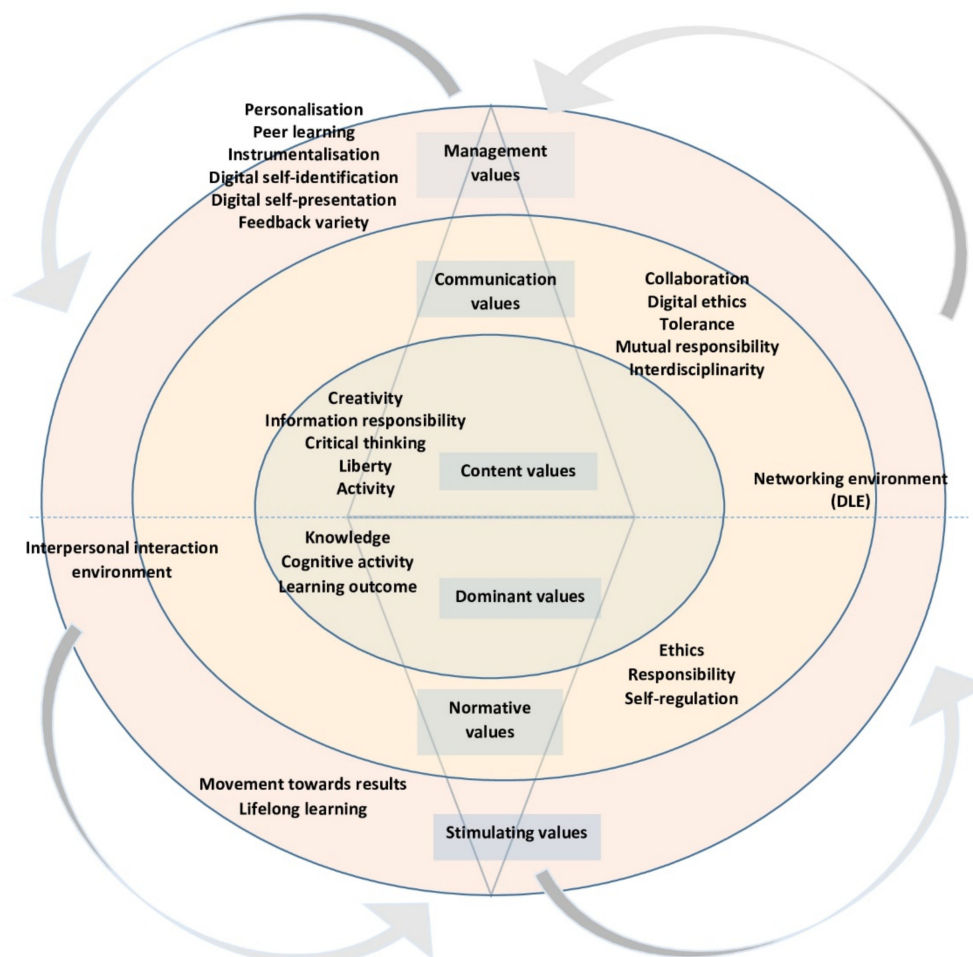 Personalisation
Peer learning
Instrumentalisation
Digital self-identification
Digital self-presentation
Feedback variety
Management
values
Communication
values
Collaboration
Digital ethics
Tolerance
Mutual responsibility
Interdisciplinarity
Creativity
Information responsibility
Critical thinking
Liberty
Activity
Content values
Networking environment
(DLE)
Interpersonal interaction
environment
Knowledge
Cognitive activity
Learning outcome
Dominant values
Ethics
Responsibility
Self-regulation
Normative
values
Movement towards results
Lifelong learning
Stimulating values